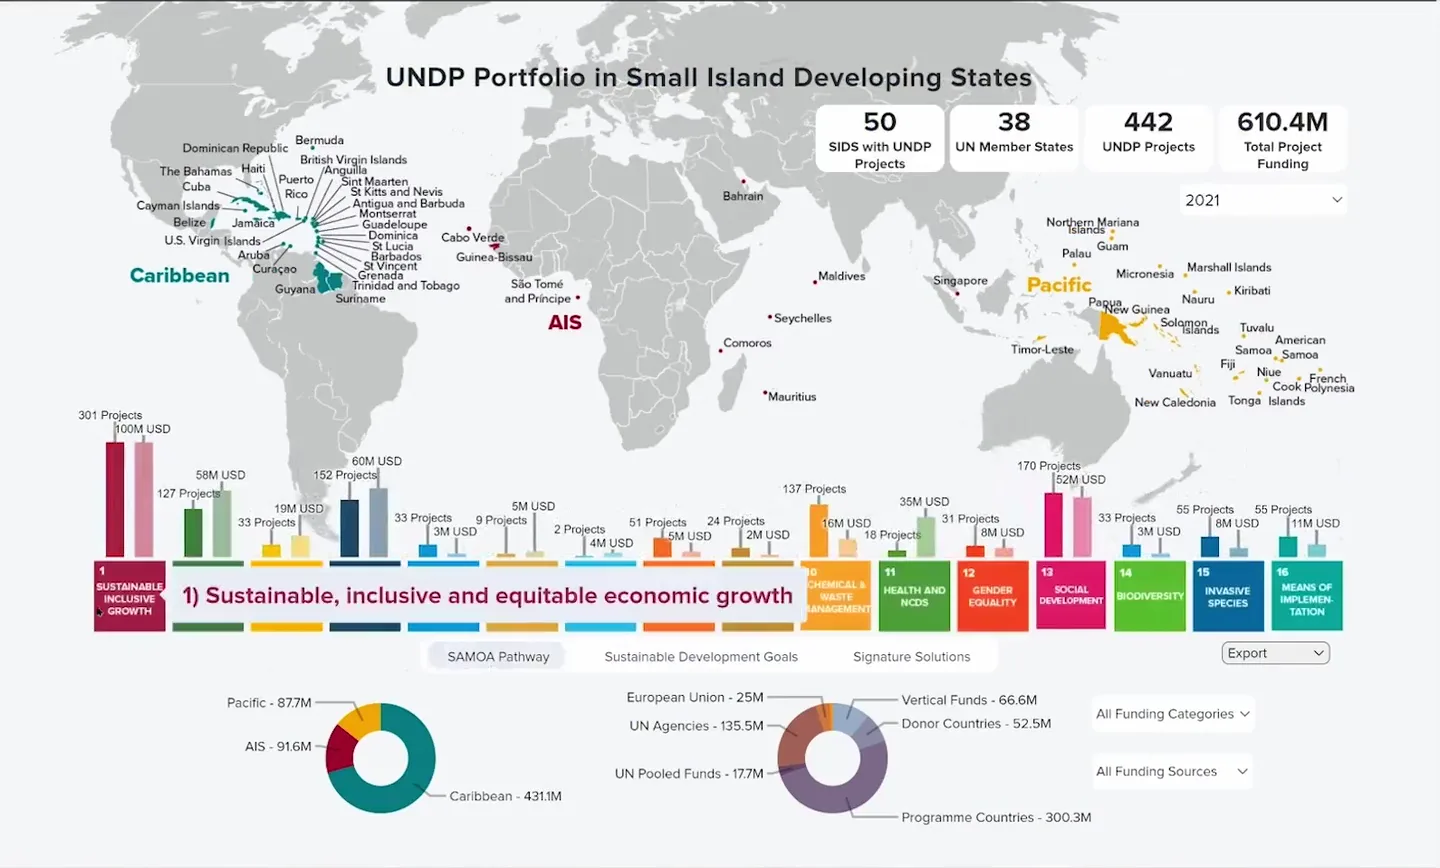 UNDP Portfolio in Small Island Developing States
50
SIDS with UNDP
Projects
38
UN Member States
442
UNDP Projects
610.4M
Total Project
Funding
2021
Bermuda
Dominican Republic
British Virgin Islands
The Bahamas
Haiti
Anguilla
Puerto
Rico
Sint Maarten
Cuba
St Kitts and Nevis
Cayman Islands
Antigua and Barbuda
Montserrat
Belize
Jamaica
Guadeloupe
U.S. Virgin Islands
Dominica
St Lucia
Aruba
Barbados
Curaçao
St Vincent
Grenada
Caribbean
Trinidad and Tobago
Guyana
Suriname
Cabo Verde
Guinea-Bissau
São Tomé
and Príncipe
AIS
Bahrain
Maldives
Seychelles
Comoros
Mauritius
Singapore
Northern Mariana
Islands
Guam
Palau
Micronesia
Marshall Islands
Pacific
Nauru
Kiribati
Papua
New Guinea
Solomon
Islands
Tuvalu
Timor-Leste
American
Samoa
Samoa
Fiji
Vanuatu
Niue
Cook
Islands
French
Polynesia
New Caledonia
Tonga
301 Projects
100M USD
127 Projects
58M USD
33 Projects
19M USD
152 Projects
60M USD
33 Projects
3M USD
9 Projects
5M USD
2 Projects
4M USD
51 Projects
5M USD
24 Projects
2M USD
137 Projects
16M USD
18 Projects
35M USD
31 Projects
8M USD
170 Projects
52M USD
33 Projects
3M USD
55 Projects
8M USD
55 Projects
11M USD
1
SUSTAINABLE
INCLUSIVE
GROWTH
1) Sustainable, inclusive and equitable economic growth
10
CHEMICAL &
WASTE
MANAGEMENT
11
HEALTH AND
NCDS
12
GENDER
EQUALITY
13
SOCIAL
DEVELOPMENT
14
BIODIVERSITY
15
INVASIVE
SPECIES
16
MEANS OF
IMPLEMEN-
TATION
SAMOA Pathway
Sustainable Development Goals
Signature Solutions
Export
Pacific - 87.7M
AIS - 91.6M
Caribbean - 431.1M
European Union - 25M
UN Agencies - 135.5M
UN Pooled Funds - 17.7M
Vertical Funds - 66.6M
Donor Countries - 52.5M
Programme Countries - 300.3M
All Funding Categories
All Funding Sources